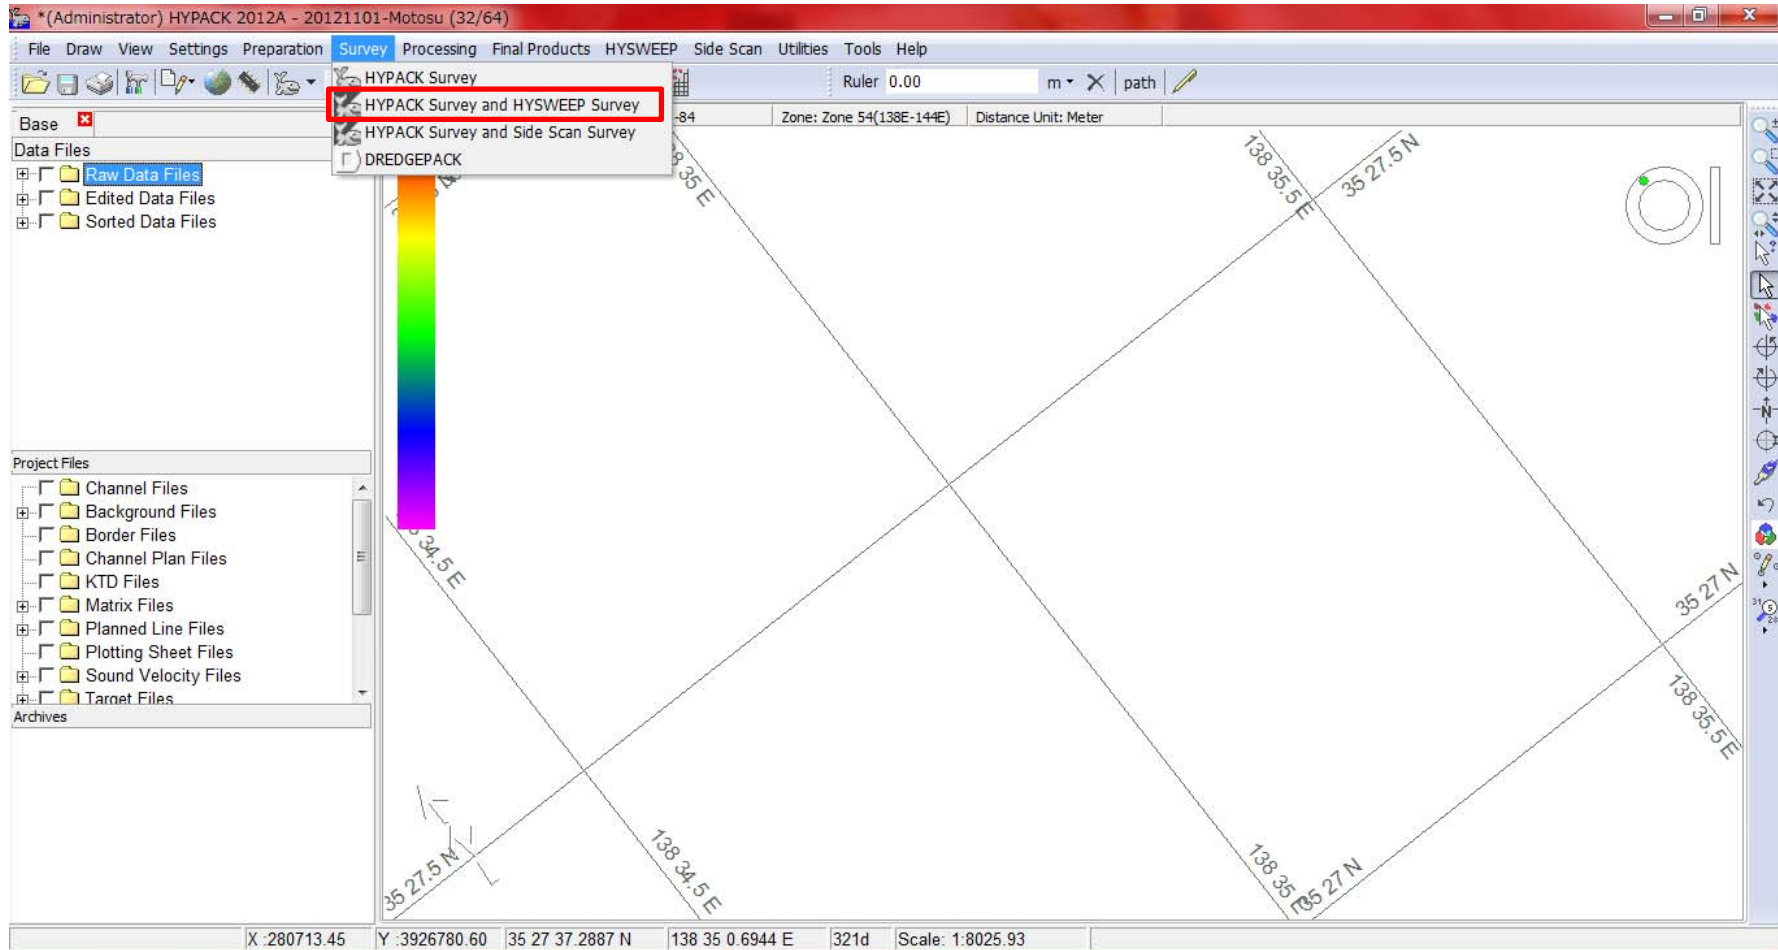 *(Administrator) HYPACK 2012A - 20121101-Motosu (32/64)
File Draw View Settings Preparation Survey Processing Final Products HYSWEEP Side Scan Utilities Tools Help
HYPACK Survey
HYPACK Survey and HYSWEEP Survey
HYPACK Survey and Side Scan Survey
DREDGEPACK
Ruler 0.00 m path
-84 Zone: Zone 54(138E-144E) Distance Unit: Meter
Base
Data Files
Raw Data Files
Edited Data Files
Sorted Data Files
Project Files
Channel Files
Background Files
Border Files
Channel Plan Files
KTD Files
Matrix Files
Planned Line Files
Plotting Sheet Files
Sound Velocity Files
Target Files
Archives
35 E
138 35.5 E
35 27.5 N
34.5 E
35 27 N
138 35.5 E
N
35 27.5 N
138 34.5 E
138 35 E
35 27 N
X :280713.45 Y :3926780.60 35 27 37.2887 N 138 35 0.6944 E 321d Scale: 1:8025.93